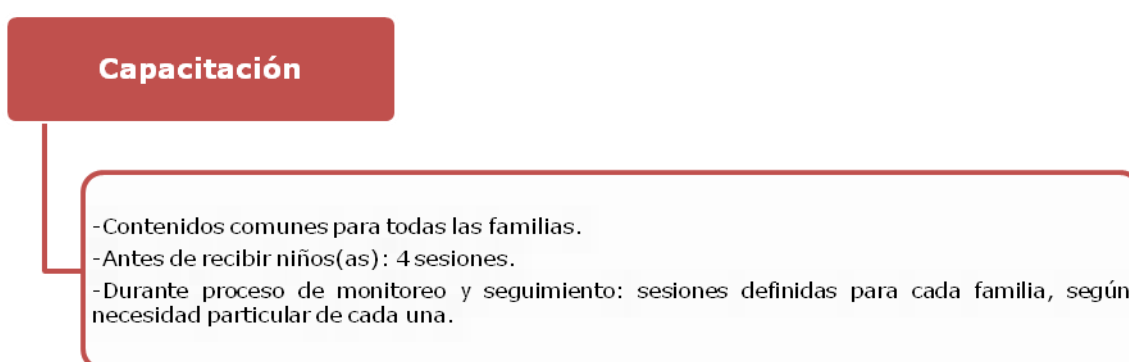 Capacitación
-Contenidos comunes para todas las familias.
-Antes de recibir niños(as): 4 sesiones.
-Durante proceso de monitoreo y seguimiento: sesiones definidas para cada familia, según
necesidad particular de cada una.